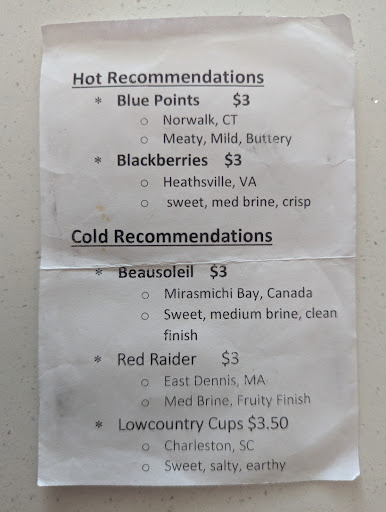 Hot Recommendations
* Blue Points $3
o Norwalk, CT
o Meaty, Mild, Buttery
* Blackberries $3
o Heathsville, VA
o sweet, med brine, crisp
Cold Recommendations
* Beausoleil $3
o Mirasmichi Bay, Canada
o Sweet, medium brine, clean
finish
* Red Raider $3
o East Dennis, MA
o Med Brine, Fruity Finish
* Lowcountry Cups $3.50
o Charleston, SC
o Sweet, salty, earthy